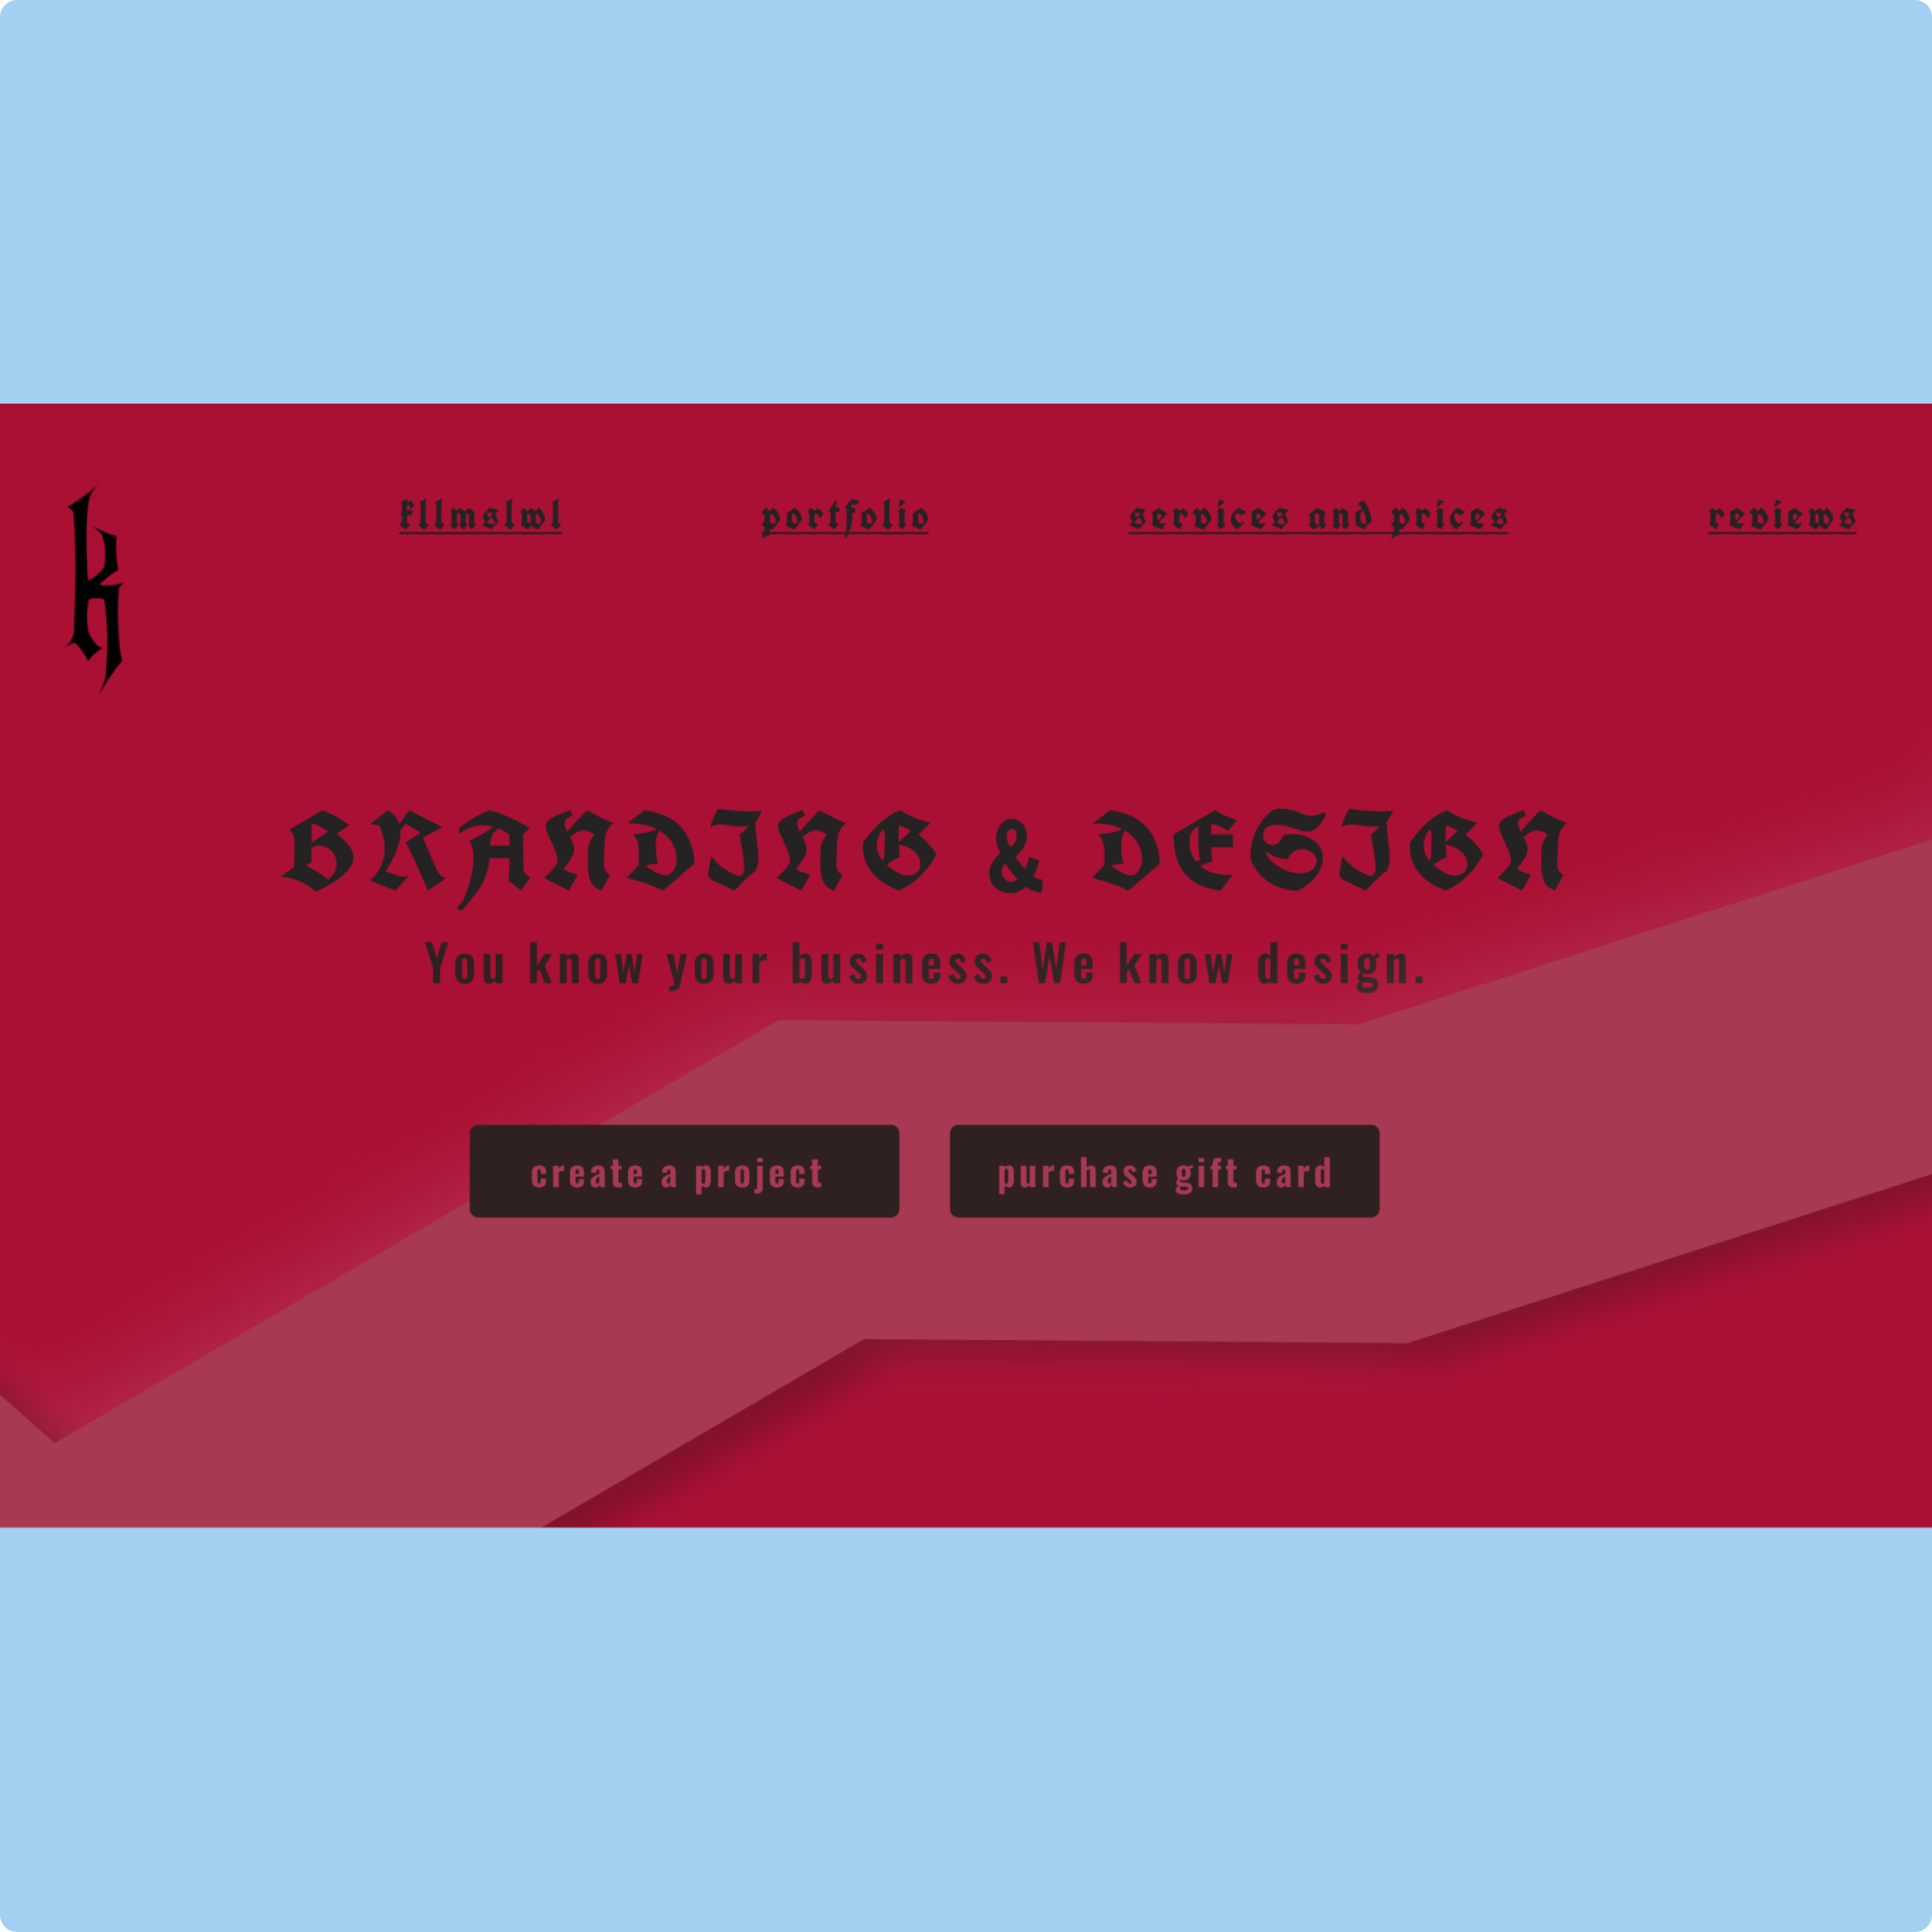 kllmslwl portfolio services and prices reviews
BRANDING & DESIGN
You know your business. We know design.
create a project purchase gift card